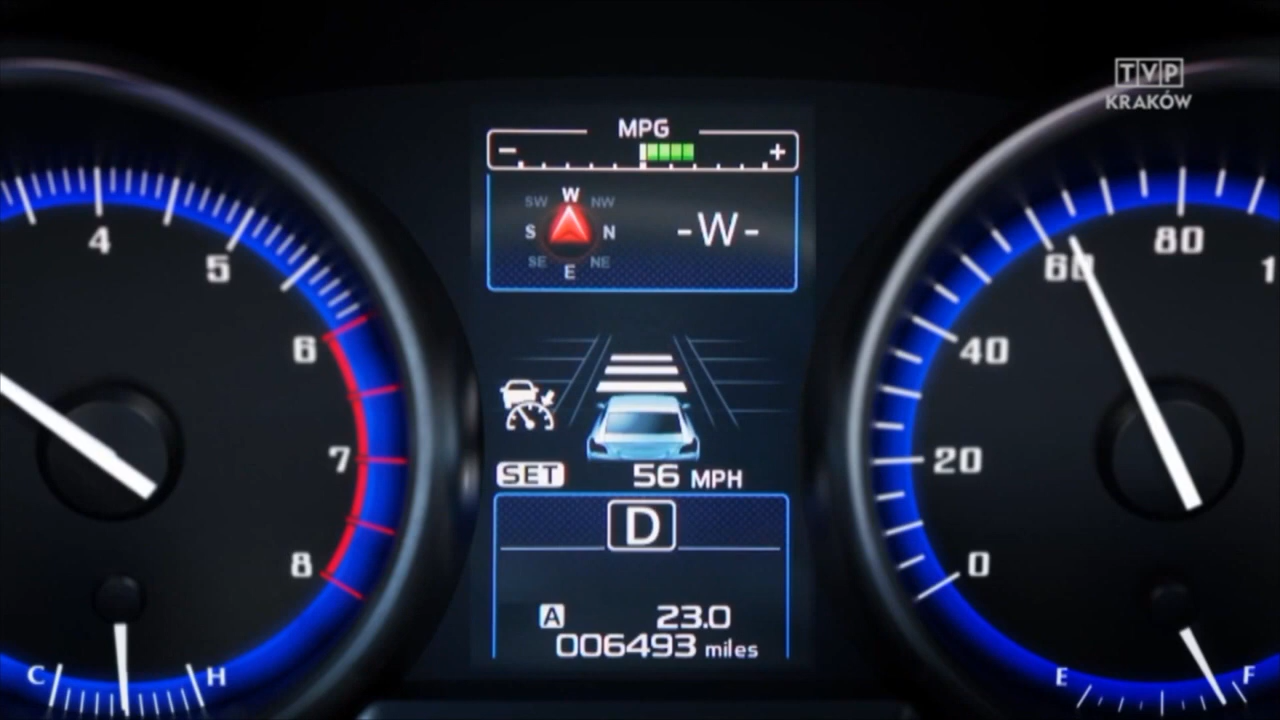 TVP
KRAKÓW
MPG
- +
SW W NW
S N
SE E NE
-W-
4
5
6
7
8
C H
SET 56 MPH
D
A 23.0
006493 miles
0
20
40
60
80
1
E F